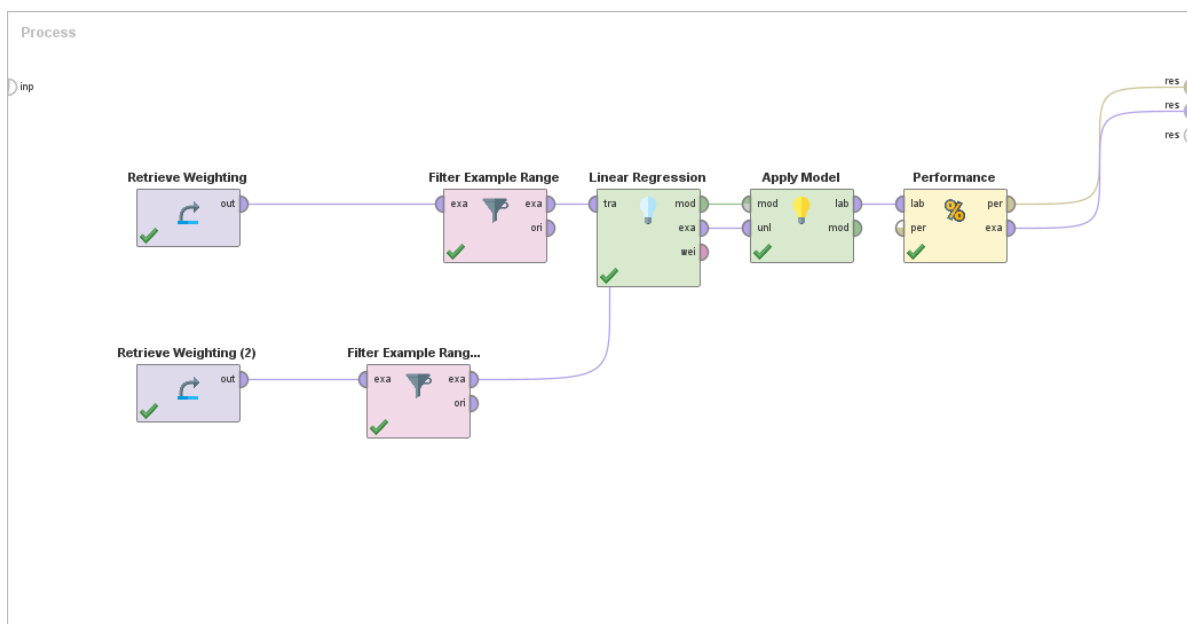 Process
inp
res
res
res
Retrieve Weighting
out
Filter Example Range
exa exa
ori
Linear Regression
tra mod
exa
wei
Apply Model
mod lab
unl mod
Performance
%
lab per
per exa
Retrieve Weighting (2)
out
Filter Example Rang...
exa exa
ori